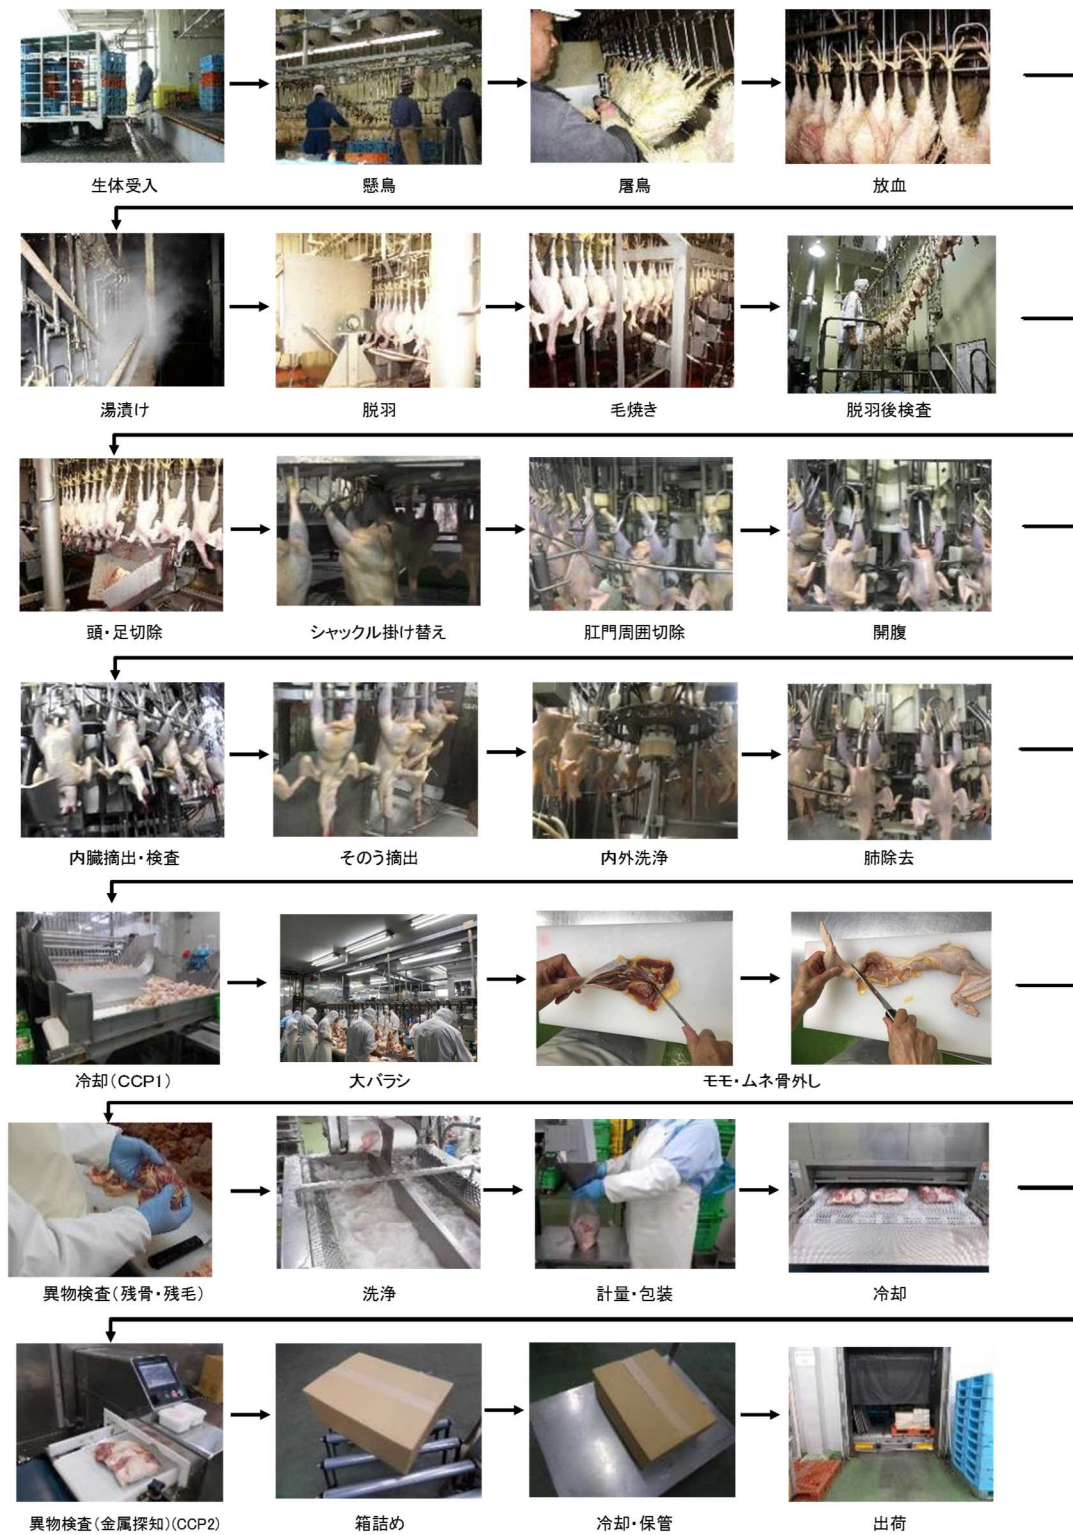 生体受入
懸鳥
屠鳥
放血
湯漬け
脱羽
毛焼き
脱羽後検査
頭・足切除
シャックル掛け替え
肛門周囲切除
開腹
内臓摘出・検査
そのう摘出
内外洗浄
肺除去
冷却(CCP1)
大バラシ
モモ・ムネ骨外し
異物検査(残骨・残毛)
洗浄
計量・包装
冷却
異物検査(金属探知)(CCP2)
箱詰め
冷却・保管
出荷